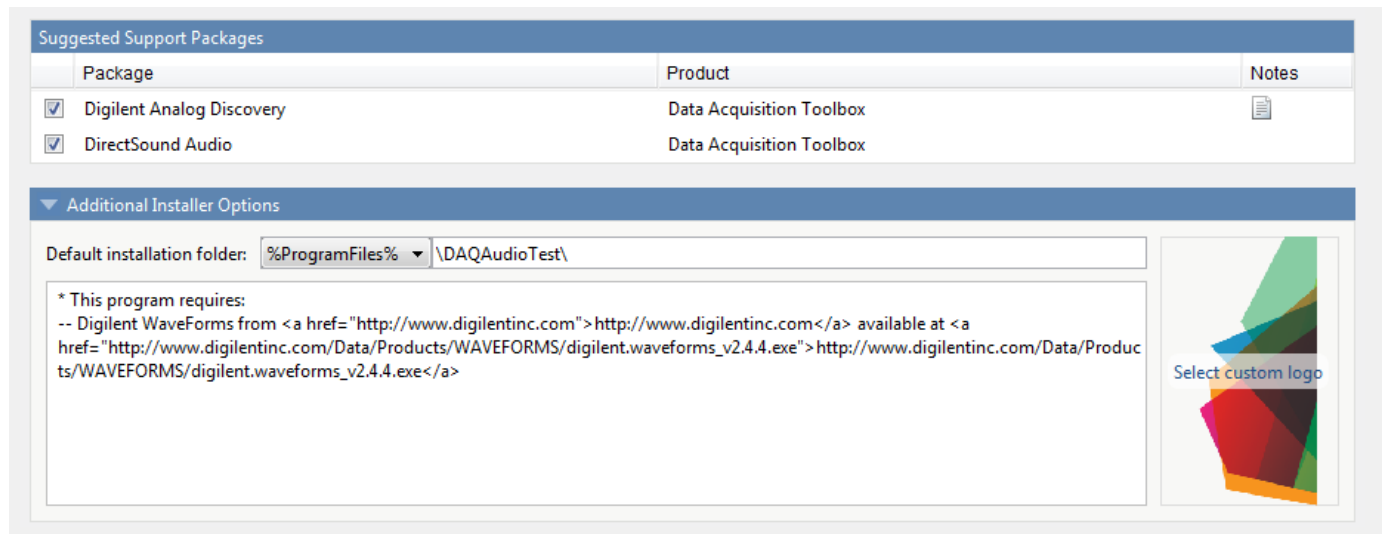 Suggested Support Packages
Package Product Notes
Digilent Analog Discovery Data Acquisition Toolbox
DirectSound Audio Data Acquisition Toolbox
Additional Installer Options
Default installation folder: %ProgramFiles% \DAQAudioTest\
* This program requires:
-- Digilent WaveForms from <a href="http://www.digilentinc.com">http://www.digilentinc.com</a> available at <a
href="http://www.digilentinc.com/Data/Products/WAVEFORMS/digilent.waveforms_v2.4.4.exe">http://www.digilentinc.com/Data/Produc
ts/WAVEFORMS/digilent.waveforms_v2.4.4.exe</a>
Select custom logo